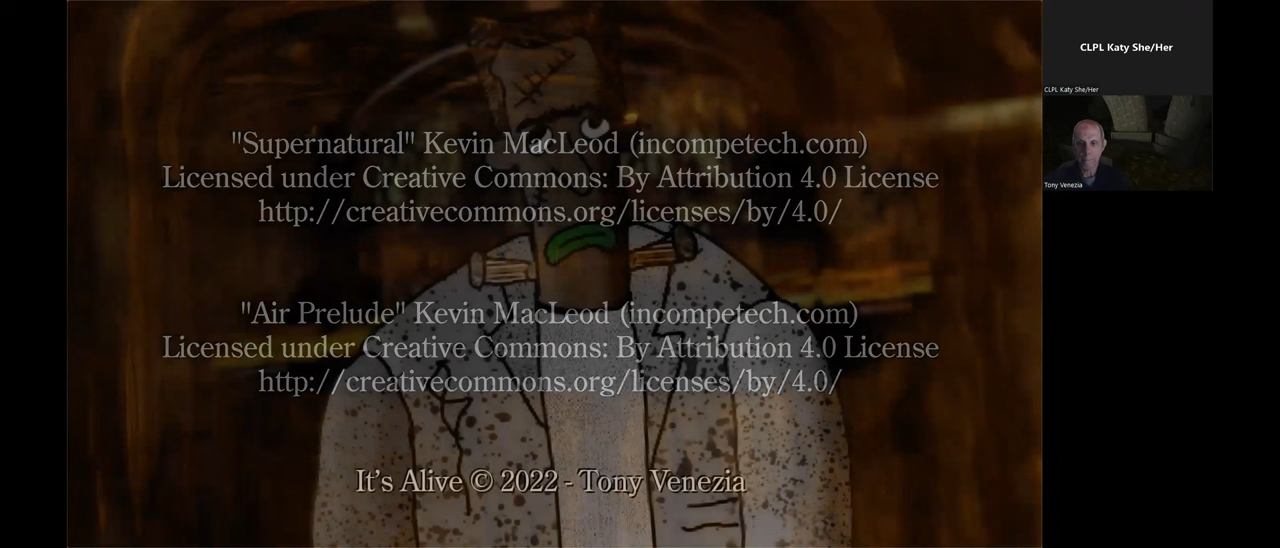 "Supernatural" Kevin MacLeod (incompetech.com)
Licensed under Creative Commons: By Attribution 4.0 License
http://creativecommons.org/licenses/by/4.0/
"Air Prelude" Kevin MacLeod (incompetech.com)
Licensed under Creative Commons: By Attribution 4.0 License
http://creativecommons.org/licenses/by/4.0/
It's Alive © 2022 - Tony Venezia
CLPL Katy She/Her
CLPL Katy She/Her
Tony Venezia